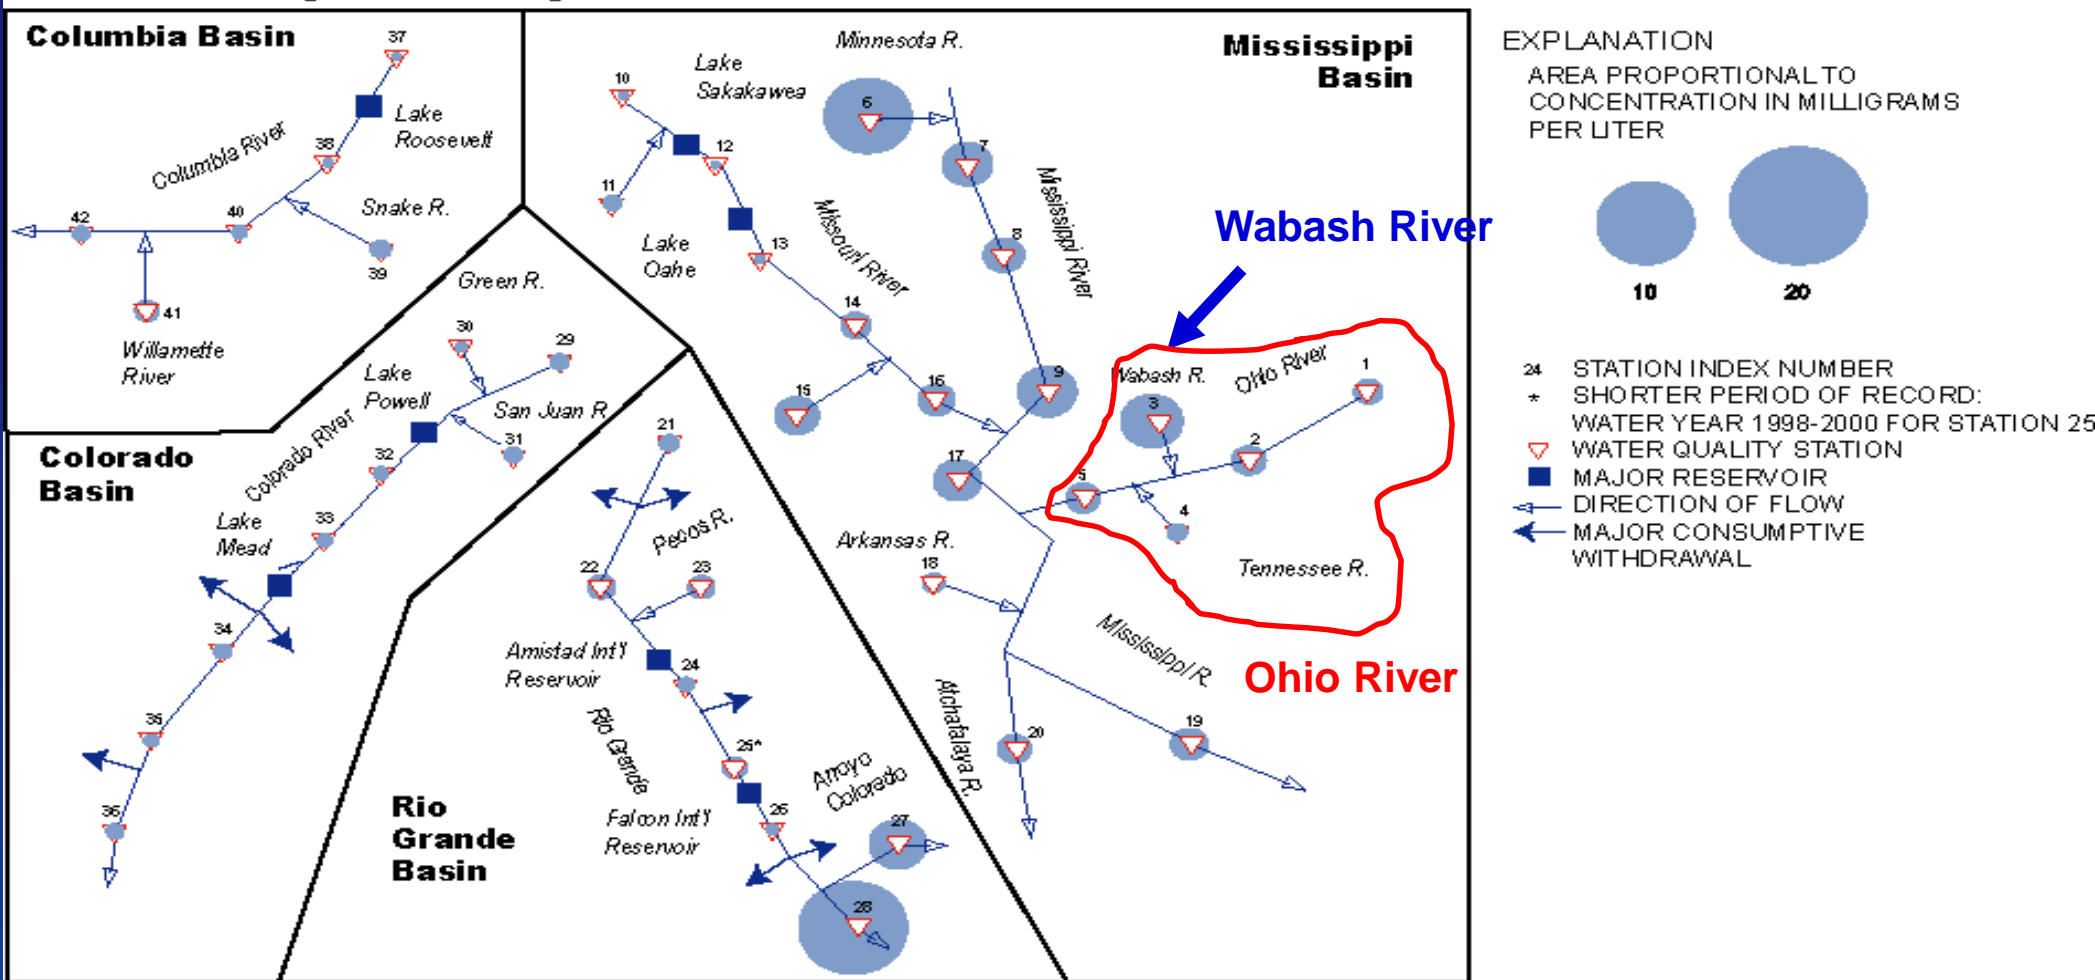 Columbia Basin
37
Lake
Roosevelt
Columbia River
38
Snake R.
42
40
39
41
Willamette
River
Mississippi
Basin
Minnesota R.
Lake
Sakakawea
10
6
12
11
7
Mississippi River
Missouri River
8
Lake
Oahe
13
14
15
16
9
17
Wabash River
Wabash R.
Ohio River
1
3
2
5
4
Tennessee R.
Arkansas R.
18
Mississippi R.
Ohio River
Atchafalaya R.
20
19
Green R.
30
29
Lake
Powell
San Juan R
31
Colorado River
32
Colorado
Basin
33
Lake
Mead
34
35
36
21
Pecos R.
22
23
Amistad Int'l
Reservoir
24
Rio Grande
25*
Arroyo
Colorado
Falcon Int'l
Reservoir
26
27
28
Rio
Grande
Basin
EXPLANATION
AREA PROPORTIONAL TO
CONCENTRATION IN MILLIGRAMS
PER LITER
10
20
24 STATION INDEX NUMBER
* SHORTER PERIOD OF RECORD:
WATER YEAR 1998-2000 FOR STATION 25
WATER QUALITY STATION
MAJOR RESERVOIR
DIRECTION OF FLOW
MAJOR CONSUMPTIVE
WITHDRAWAL